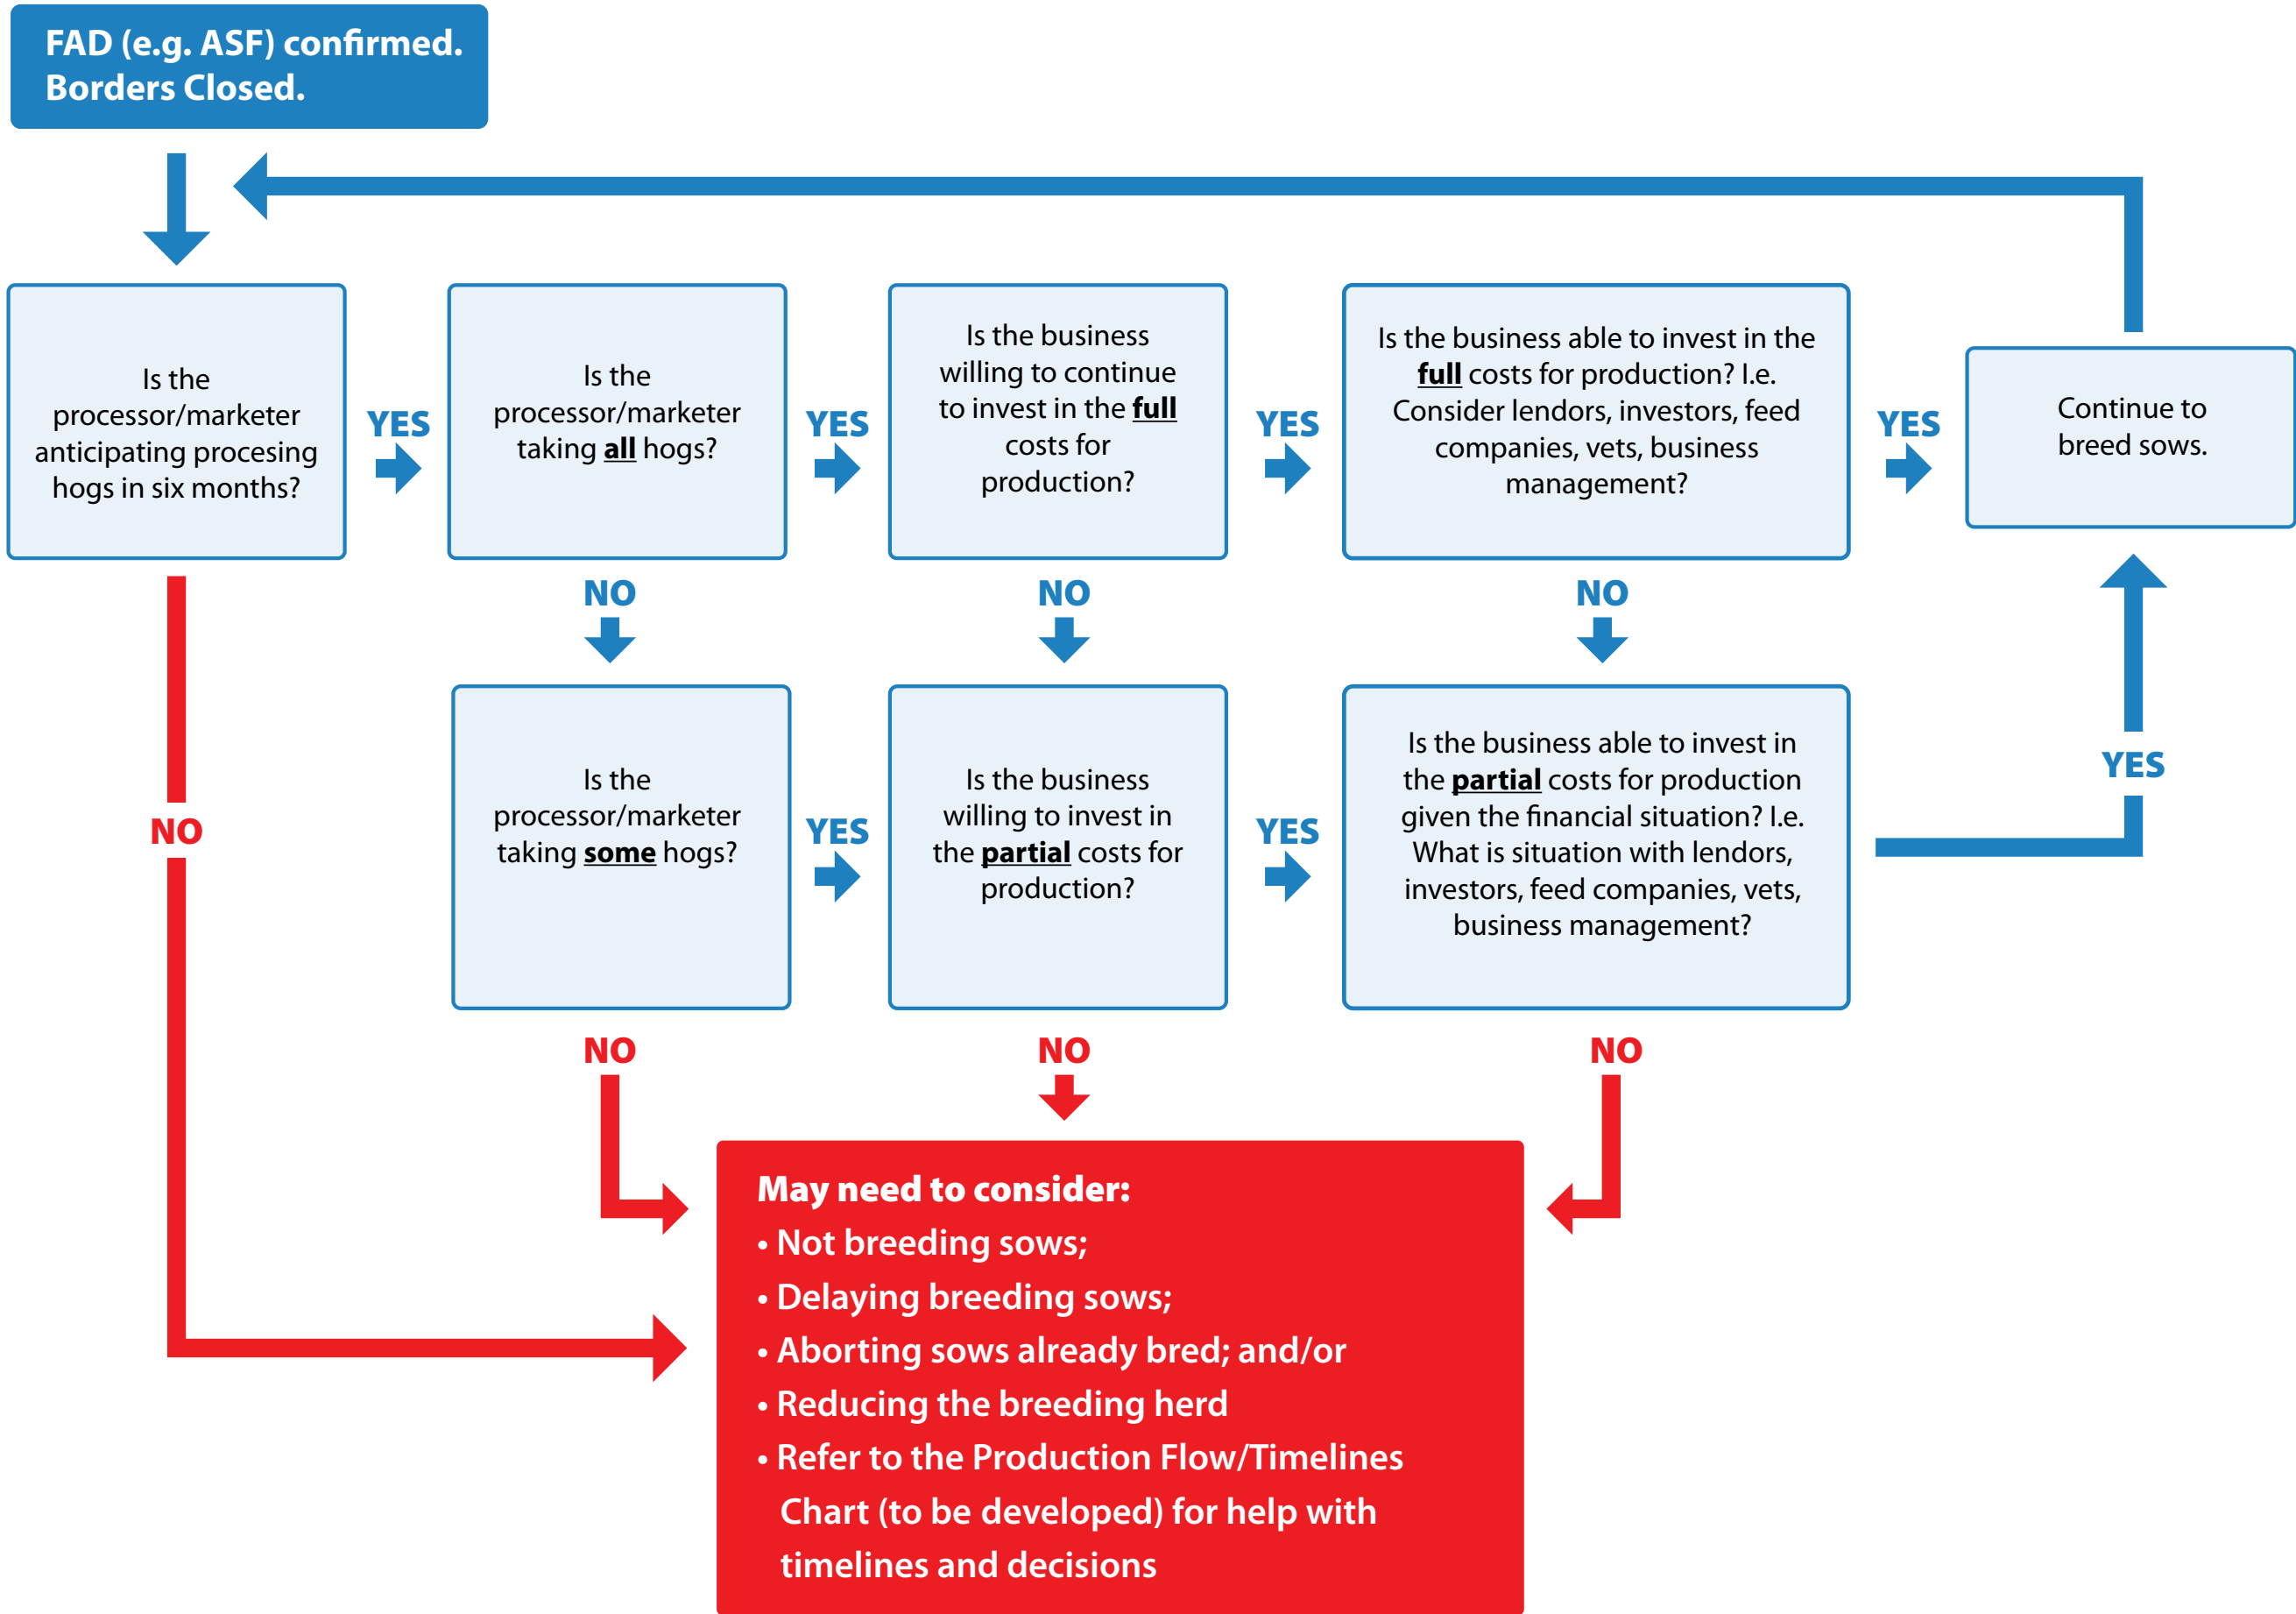 FAD (e.g. ASF) confirmed.
Borders Closed.
Is the
processor/marketer
anticipating procesing
hogs in six months?
YES
Is the
processor/marketer
taking all hogs?
YES
Is the business
willing to continue
to invest in the full
costs for
production?
YES
Is the business able to invest in the
full costs for production? I.e.
Consider lendors, investors, feed
companies, vets, business
management?
YES
Continue to
breed sows.
NO
NO
NO
NO
Is the
processor/marketer
taking some hogs?
YES
Is the business
willing to invest in
the partial costs for
production?
YES
Is the business able to invest in
the partial costs for production
given the financial situation? I.e.
What is situation with lendors,
investors, feed companies, vets,
business management?
YES
NO
NO
NO
May need to consider:
• Not breeding sows;
• Delaying breeding sows;
• Aborting sows already bred; and/or
• Reducing the breeding herd
• Refer to the Production Flow/Timelines
Chart (to be developed) for help with
timelines and decisions